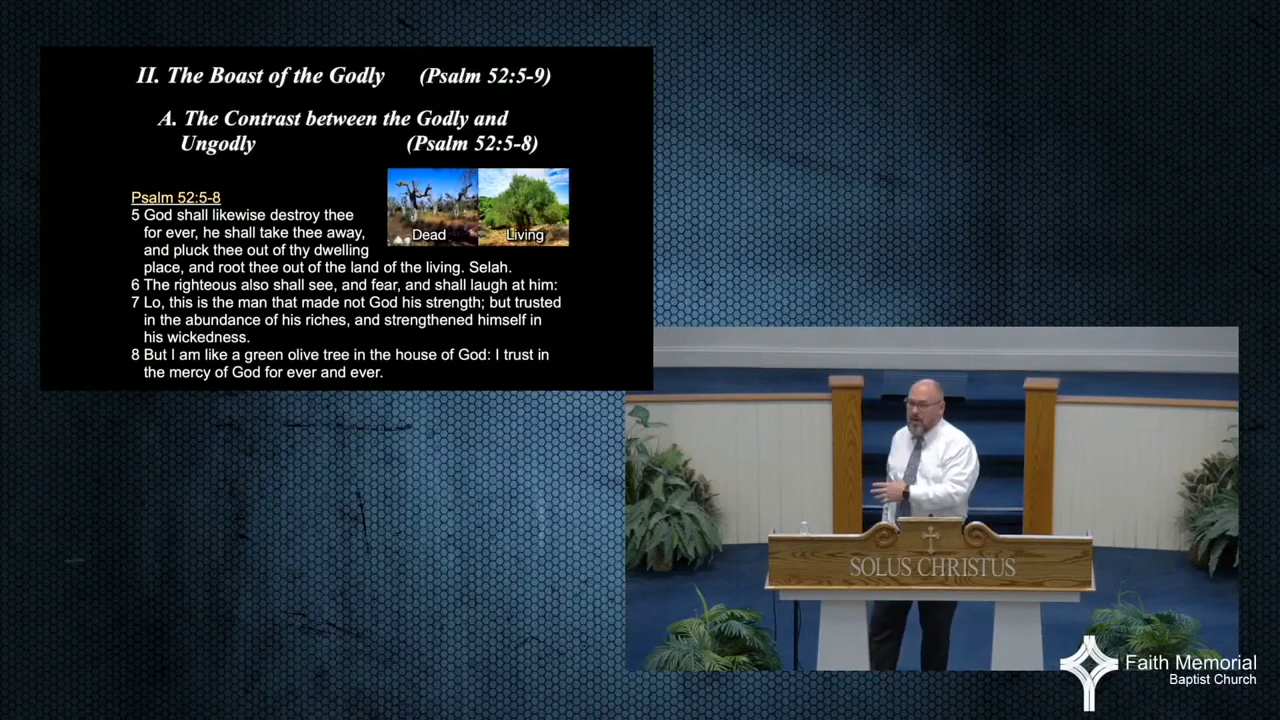 II. The Boast of the Godly (Psalm 52:5-9)
A. The Contrast between the Godly and
Ungodly (Psalm 52:5-8)
Psalm 52:5-8
5 God shall likewise destroy thee
for ever, he shall take thee away,
and pluck thee out of thy dwelling
place, and root thee out of the land of the living. Selah.
6 The righteous also shall see, and fear, and shall laugh at him:
7 Lo, this is the man that made not God his strength; but trusted
in the abundance of his riches, and strengthened himself in
his wickedness.
8 But I am like a green olive tree in the house of God: I trust in
the mercy of God for ever and ever.
Dead
Living
SOLUS CHRISTUS
Faith Memorial
Baptist Church